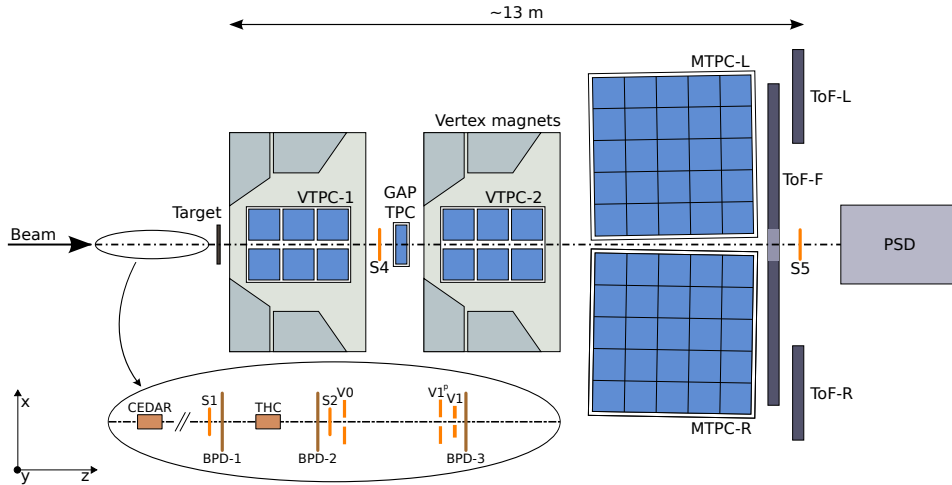 ~13 m
MTPC-L
ToF-L
Vertex magnets
ToF-F
VTPC-1
GAP
TPC
VTPC-2
Target
Beam
S4
S5
PSD
MTPC-R
ToF-R
x
y
z
CEDAR
S1
BPD-1
THC
BPD-2
S2
V0
V1ᵖ
V1
BPD-3